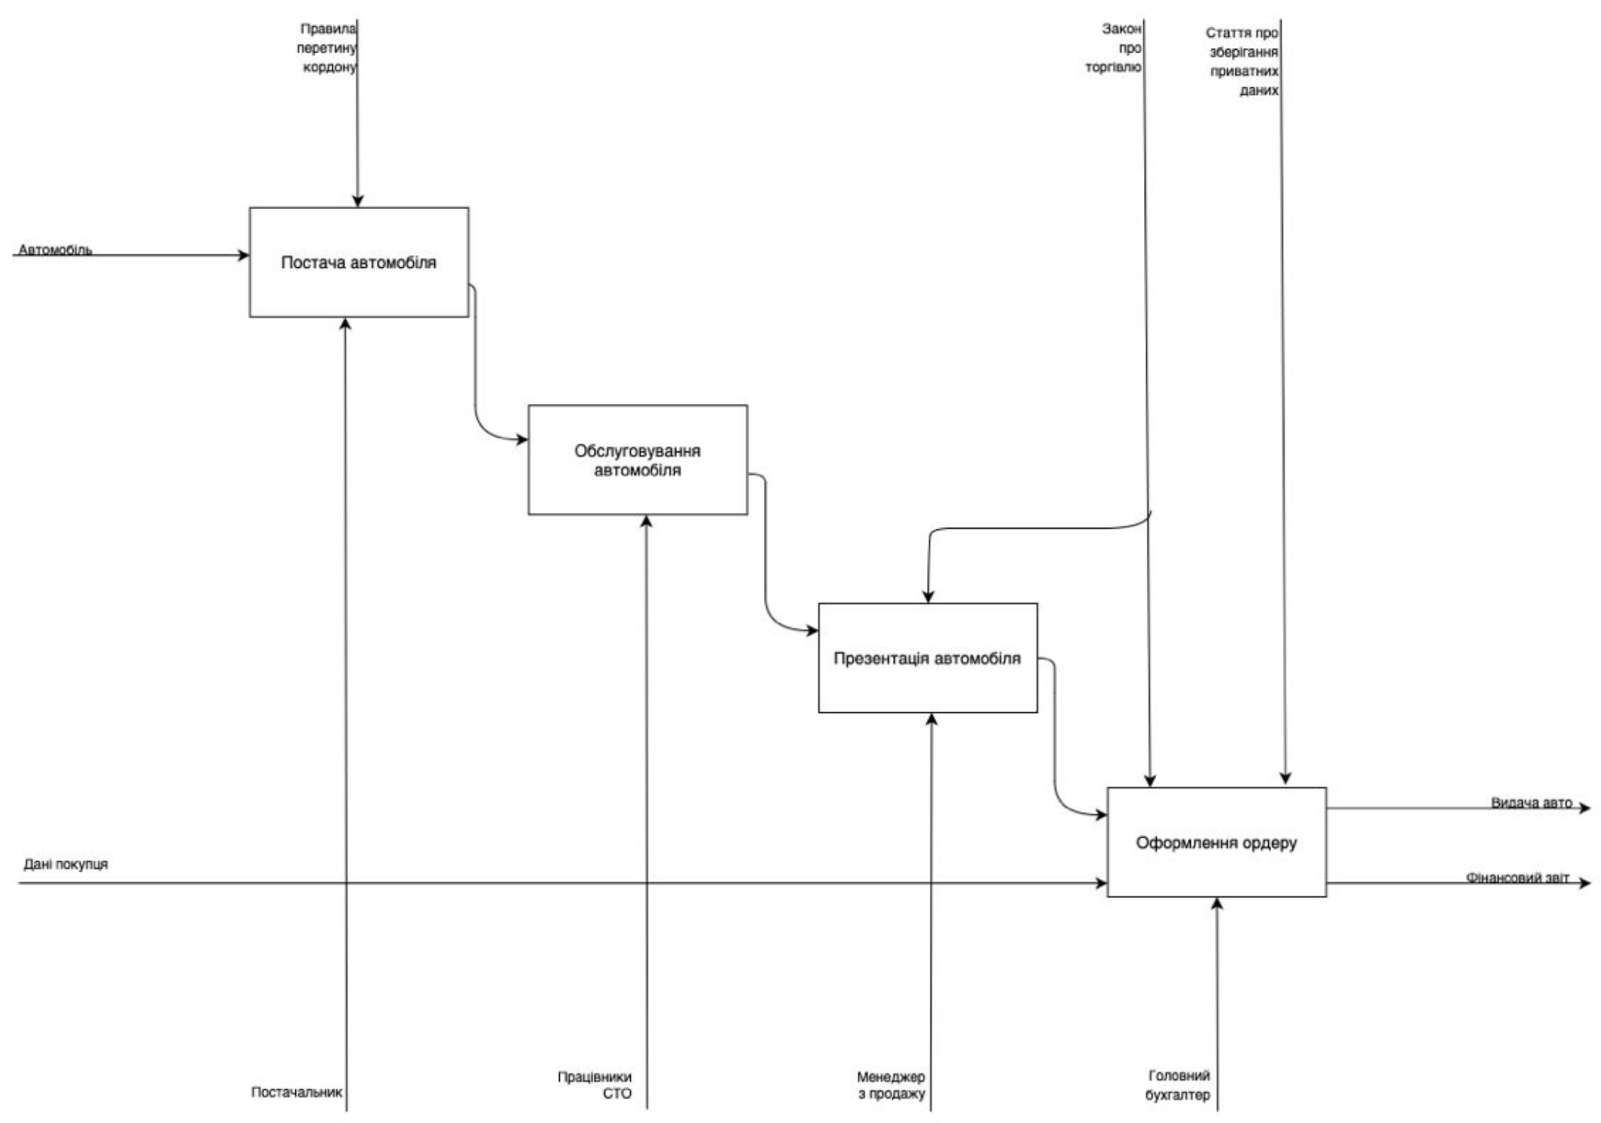 Правила
перетину
кордону
Закон
про
торгівлю
Стаття про
зберігання
приватних
даних
Автомобіль
Постача автомобіля
Обслуговування
автомобіля
Презентація автомобіля
Видача авто
Оформлення ордеру
Дані покупця
Фінансовий звіт
Постачальник
Працівники
СТО
Менеджер
з продажу
Головний
бухгалтер